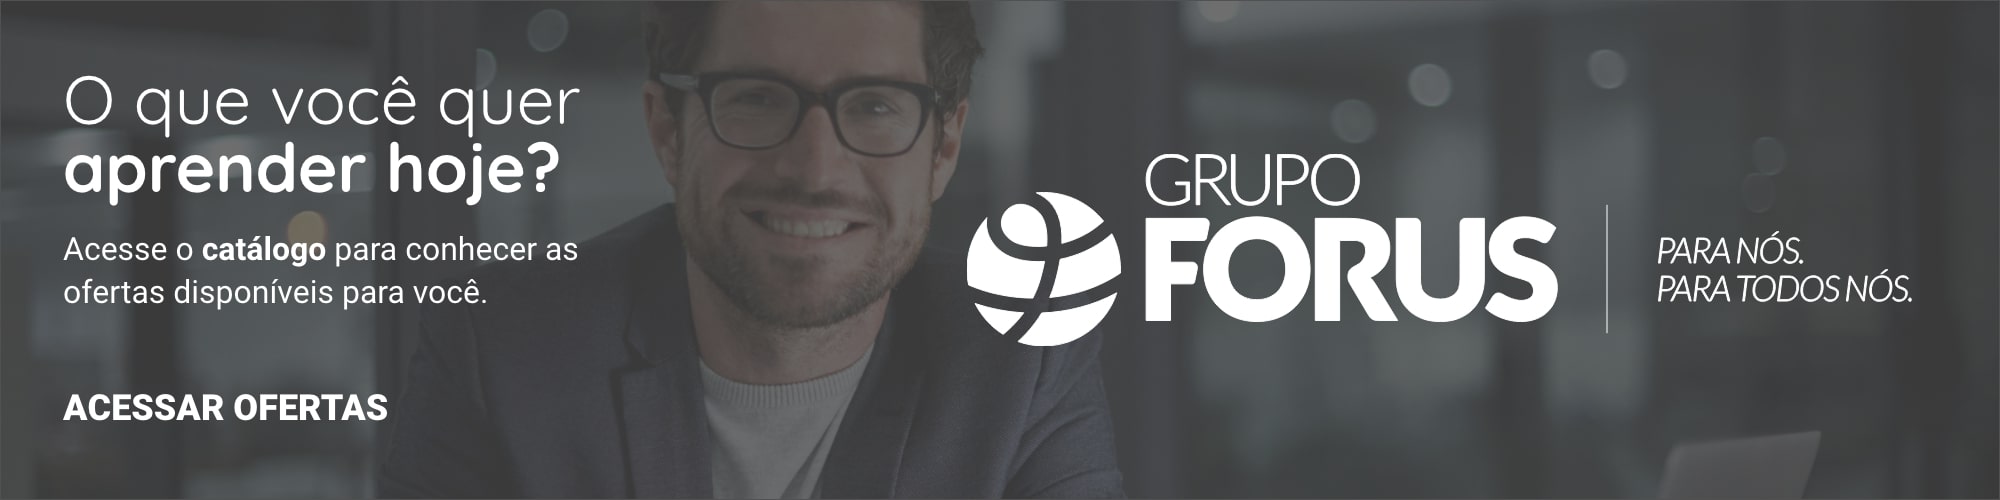 O que você quer
aprender hoje?
Acesse o catálogo para conhecer as
ofertas disponíveis para você.
ACESSAR OFERTAS
GRUPO
FORUS
PARA NÓS.
PARA TODOS NÓS.